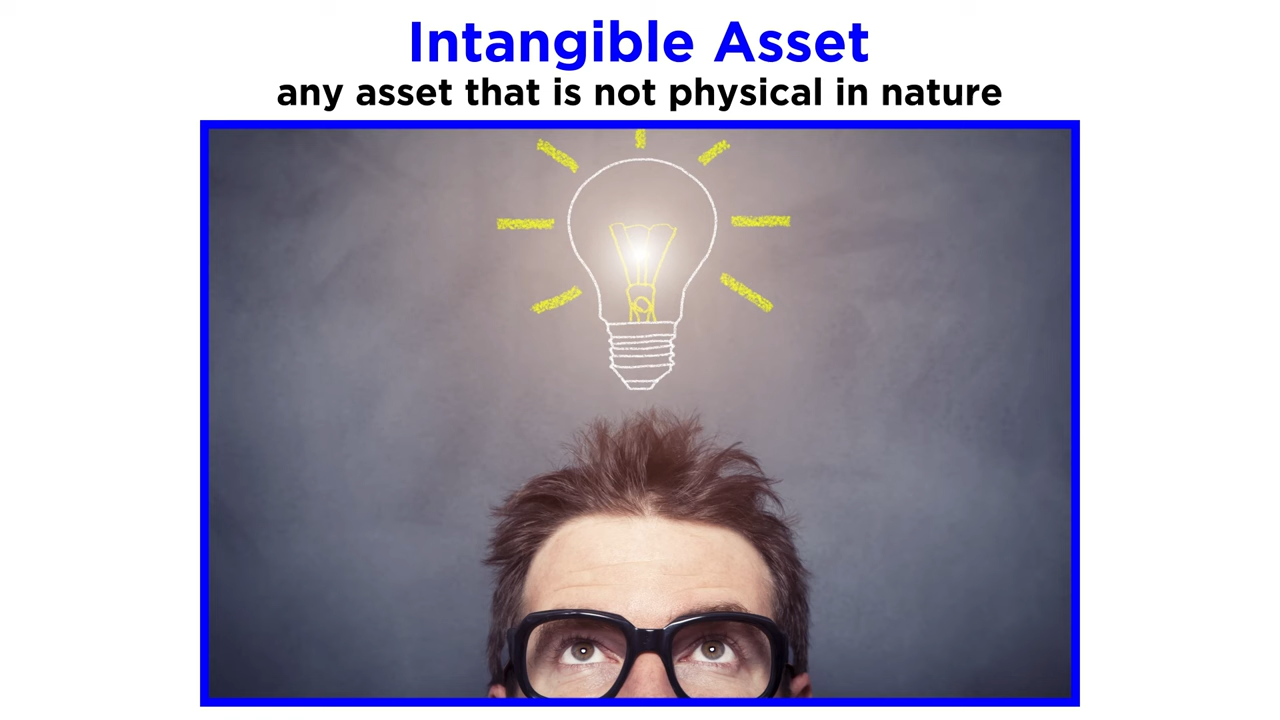 Intangible Asset
any asset that is not physical in nature